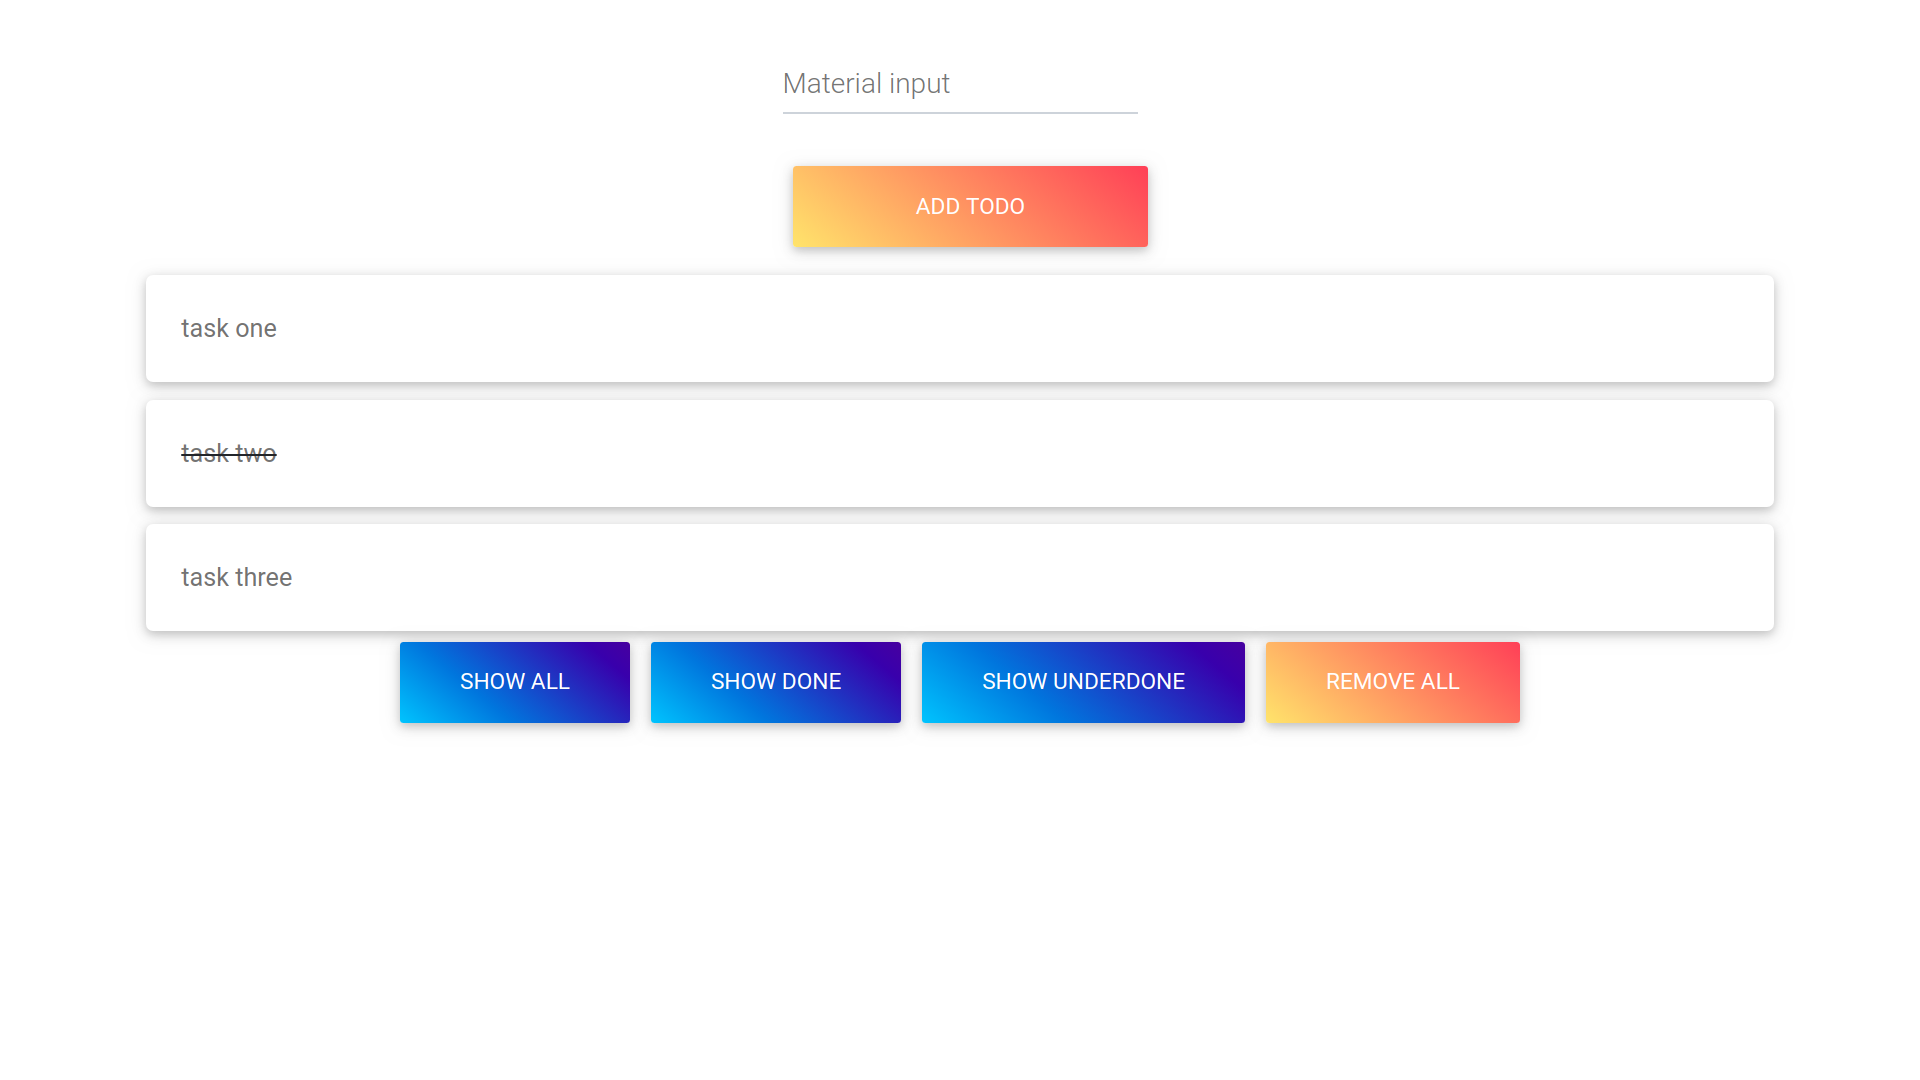 Material input
ADD TODO
task one
task two
task three
SHOW ALL SHOW DONE SHOW UNDERDONE REMOVE ALL